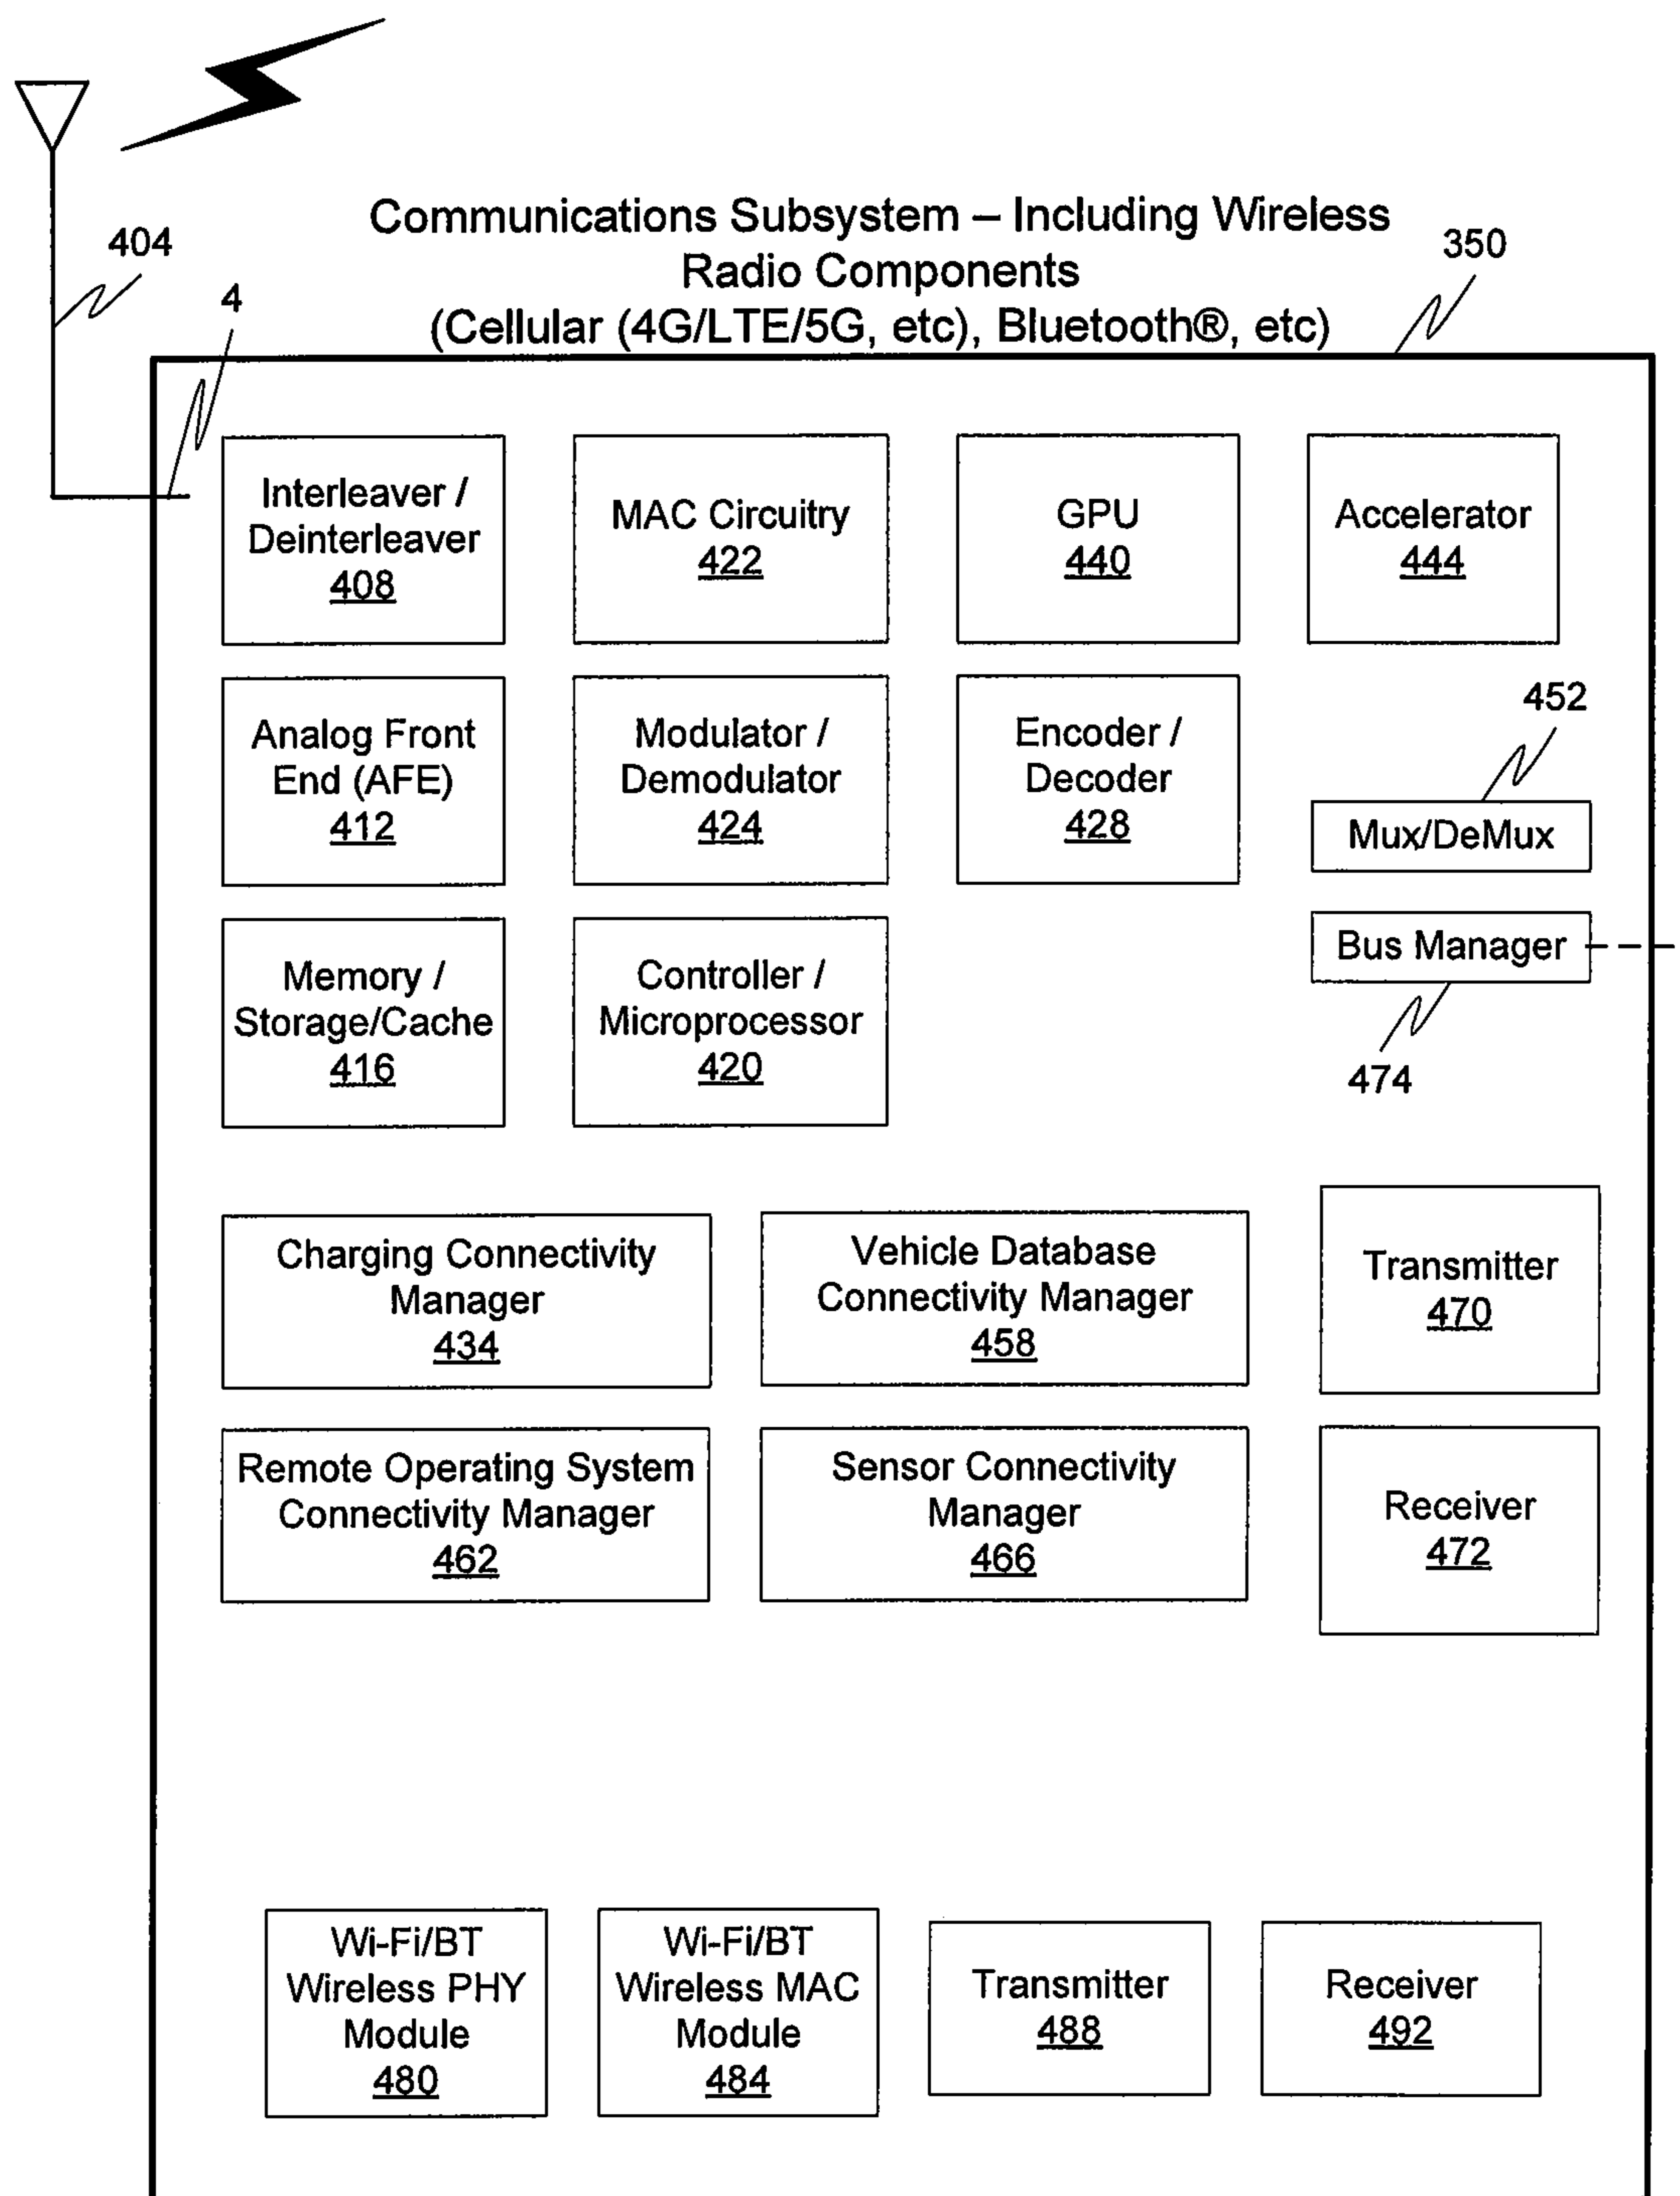 Communications Subsystem – Including Wireless
Radio Components
(Cellular (4G/LTE/5G, etc), Bluetooth®, etc)
404
4
350
Interleaver /
Deinterleaver
408
MAC Circuitry
422
GPU
440
Accelerator
444
Analog Front
End (AFE)
412
Modulator /
Demodulator
424
Encoder /
Decoder
428
452
Mux/DeMux
Memory /
Storage/Cache
416
Controller /
Microprocessor
420
Bus Manager
474
Charging Connectivity
Manager
434
Vehicle Database
Connectivity Manager
458
Transmitter
470
Remote Operating System
Connectivity Manager
462
Sensor Connectivity
Manager
466
Receiver
472
Wi-Fi/BT
Wireless PHY
Module
480
Wi-Fi/BT
Wireless MAC
Module
484
Transmitter
488
Receiver
492